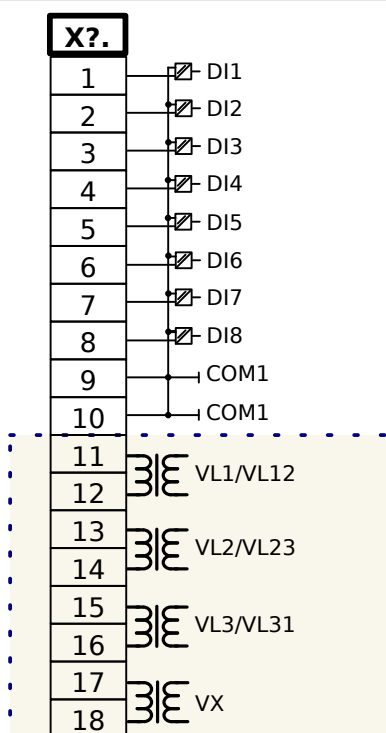 X?.
1 DI1
2 DI2
3 DI3
4 DI4
5 DI5
6 DI6
7 DI7
8 DI8
9 COM1
10 COM1
11
VL1/VL12
12
13
VL2/VL23
14
15
VL3/VL31
16
17
VX
18